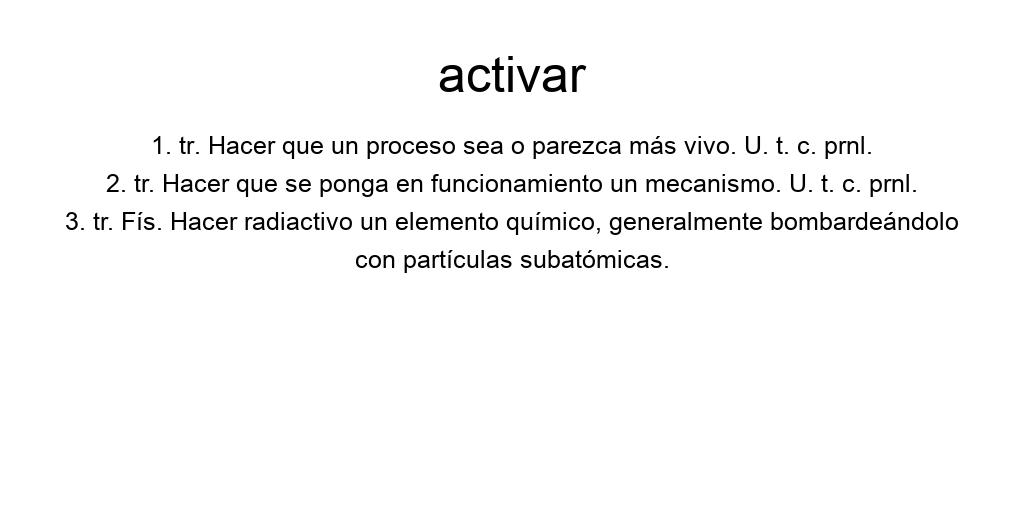 activar
1. tr. Hacer que un proceso sea o parezca más vivo. U. t. c. prnl.
2. tr. Hacer que se ponga en funcionamiento un mecanismo. U. t. c. prnl.
3. tr. Fís. Hacer radiactivo un elemento químico, generalmente bombardeándolo
con partículas subatómicas.